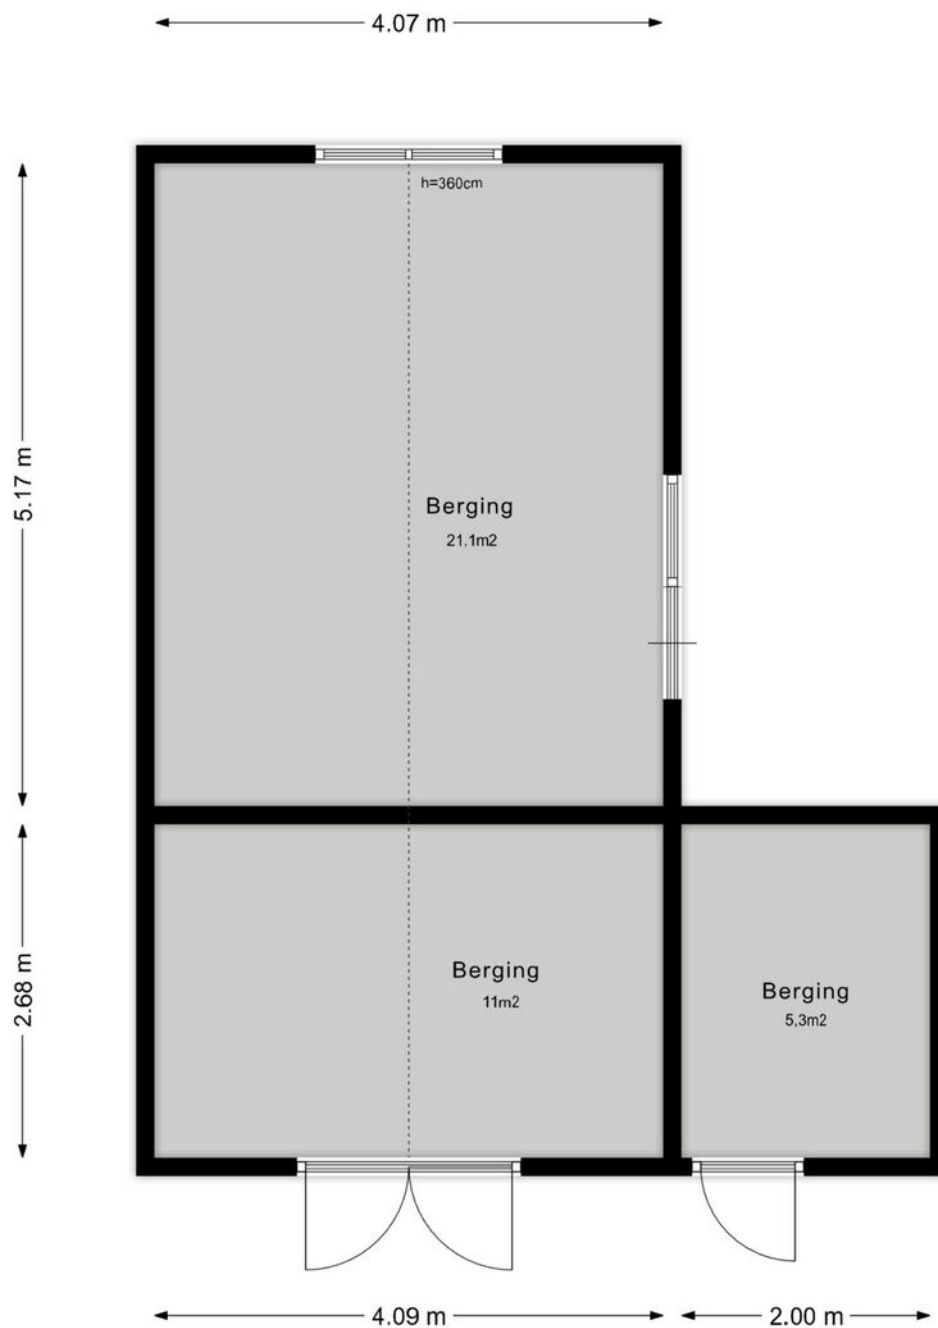 4.07 m
h=360cm
5.17 m
Berging
21,1m2
2.68 m
Berging
11m2
Berging
5,3m2
4.09 m
2.00 m